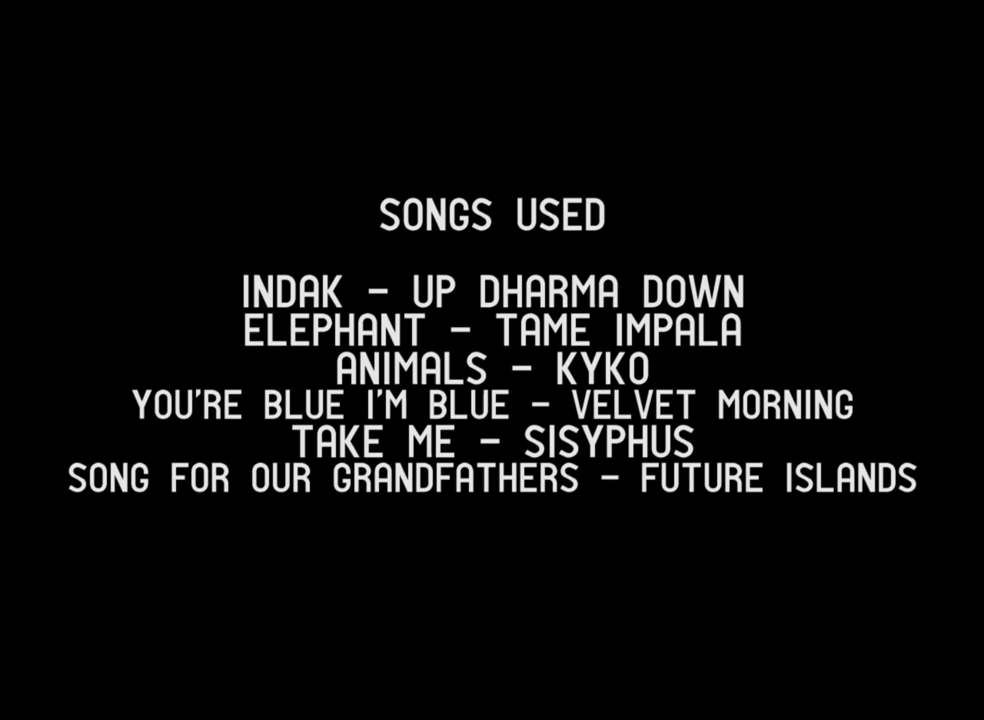 SONGS USED
INDAK – UP DHARMA DOWN
ELEPHANT – TAME IMPALA
ANIMALS – KYKO
YOU'RE BLUE I'M BLUE – VELVET MORNING
TAKE ME – SISYPHUS
SONG FOR OUR GRANDFATHERS – FUTURE ISLANDS